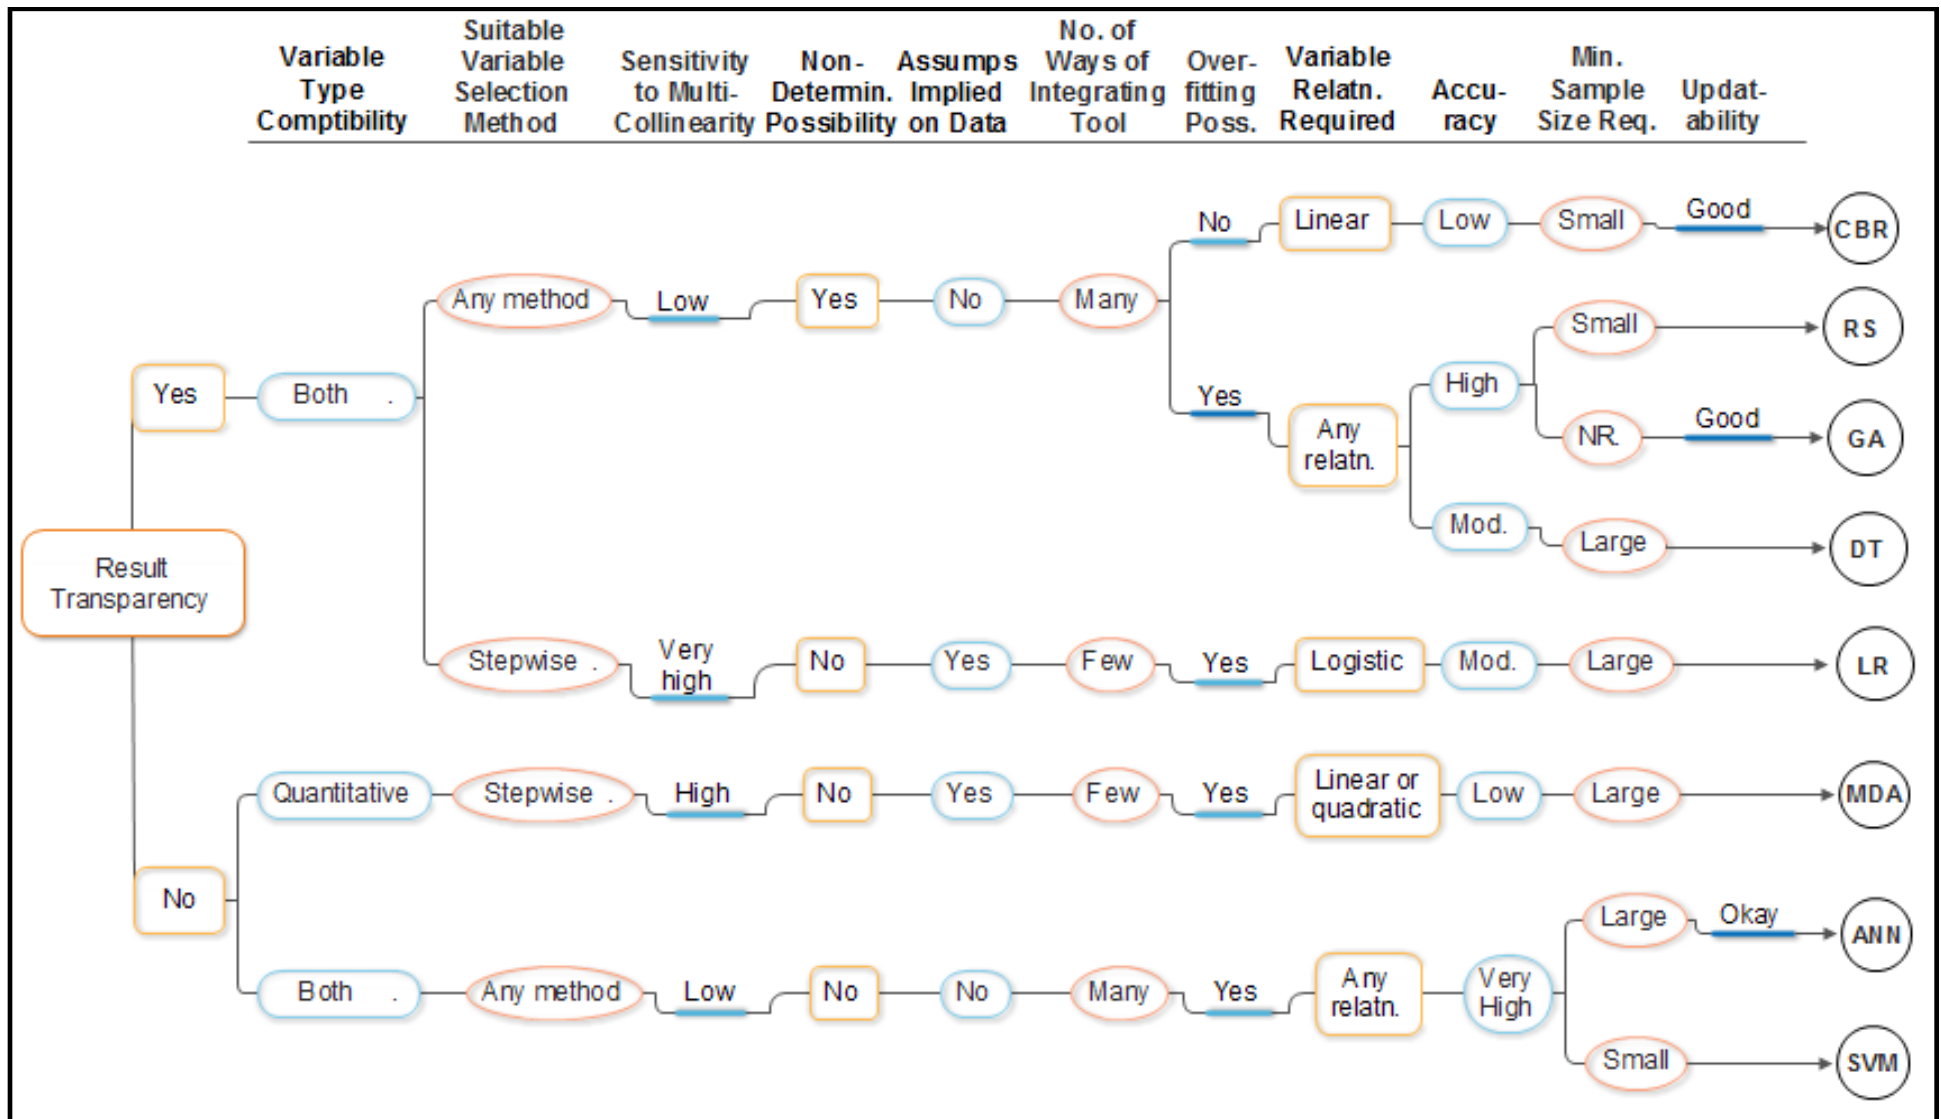 Variable
Type
Comptibility
Suitable
Variable
Selection
Method
Sensitivity
to Multi-
Collinearity
Non-
Determin.
Possibility
Assumps
Implied
on Data
No. of
Ways of
Integrating
Tool
Over-
fitting
Poss.
Variable
Relatn.
Required
Accu-
racy
Min.
Sample
Size Req.
Updat-
ability
Result
Transparency
Yes
Both .
Any method
Low
Yes
No
Many
No
Linear
Low
Small
Good
CBR
Yes
Any
relatn.
High
Small
RS
NR.
Good
GA
Mod.
Large
DT
Stepwise .
Very
high
No
Yes
Few
Yes
Logistic
Mod.
Large
LR
No
Quantitative
Stepwise .
High
No
Yes
Few
Yes
Linear or
quadratic
Low
Large
MDA
Both .
Any method
Low
No
No
Many
Yes
Any
relatn.
Very
High
Large
Okay
ANN
Small
SVM